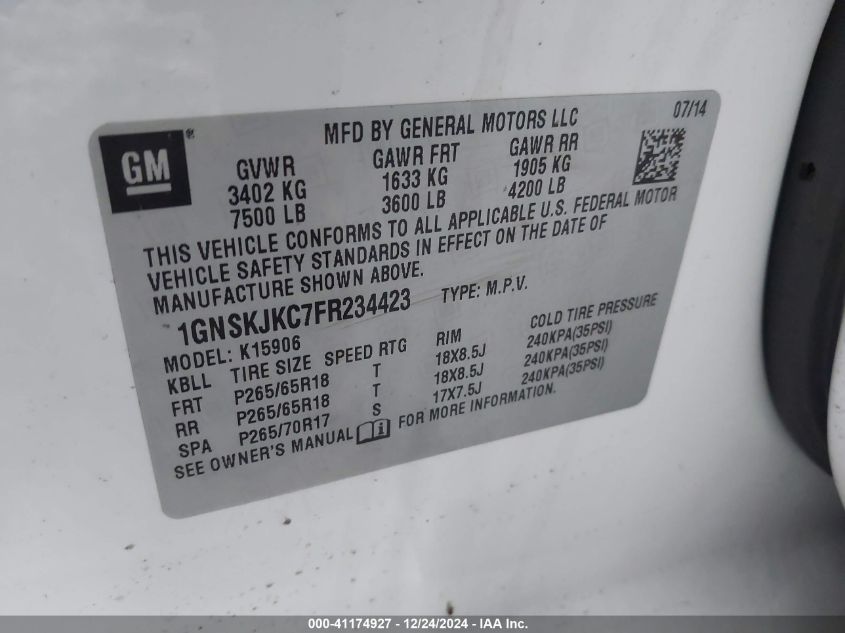 07/14
MFD BY GENERAL MOTORS LLC
GM®
GVWR GAWR FRT GAWR RR
3402 KG 1633 KG 1905 KG
7500 LB 3600 LB 4200 LB
THIS VEHICLE CONFORMS TO ALL APPLICABLE U.S. FEDERAL MOTOR
VEHICLE SAFETY STANDARDS IN EFFECT ON THE DATE OF
MANUFACTURE SHOWN ABOVE.
1GNSKJKC7FR234423 TYPE: M.P.V.
MODEL: K15906
KBLL TIRE SIZE SPEED RTG RIM COLD TIRE PRESSURE
FRT P265/65R18 T 18X8.5J 240KPA(35PSI)
RR P265/65R18 T 18X8.5J 240KPA(35PSI)
SPA P265/70R17 S 17X7.5J 240KPA(35PSI)
SEE OWNER'S MANUAL FOR MORE INFORMATION.
000-41174927 - 12/24/2024 - IAA Inc.